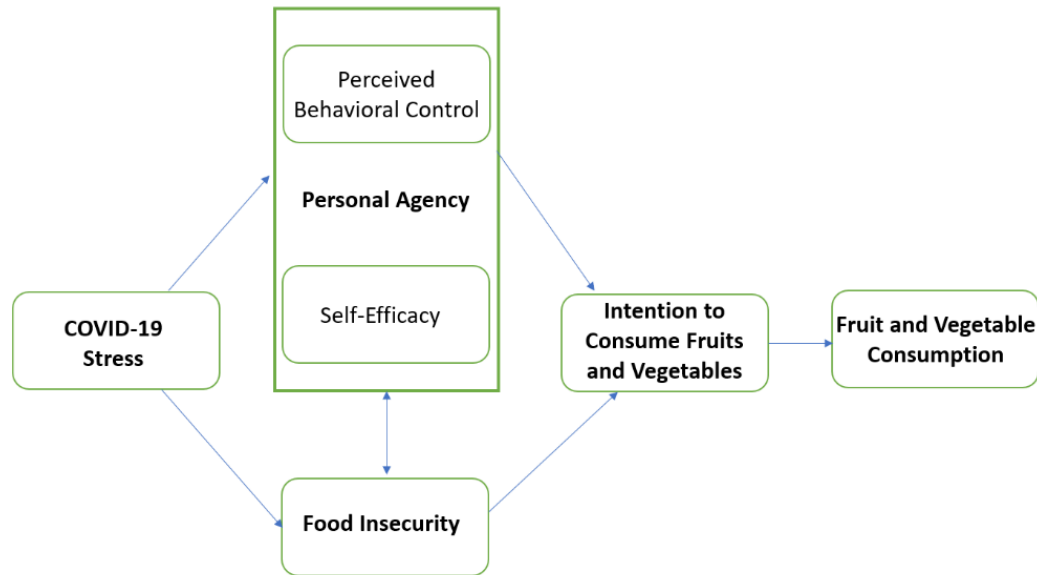 Perceived
Behavioral Control
Personal Agency
Self-Efficacy
COVID-19
Stress
Intention to
Consume Fruits
and Vegetables
Fruit and Vegetable
Consumption
Food Insecurity